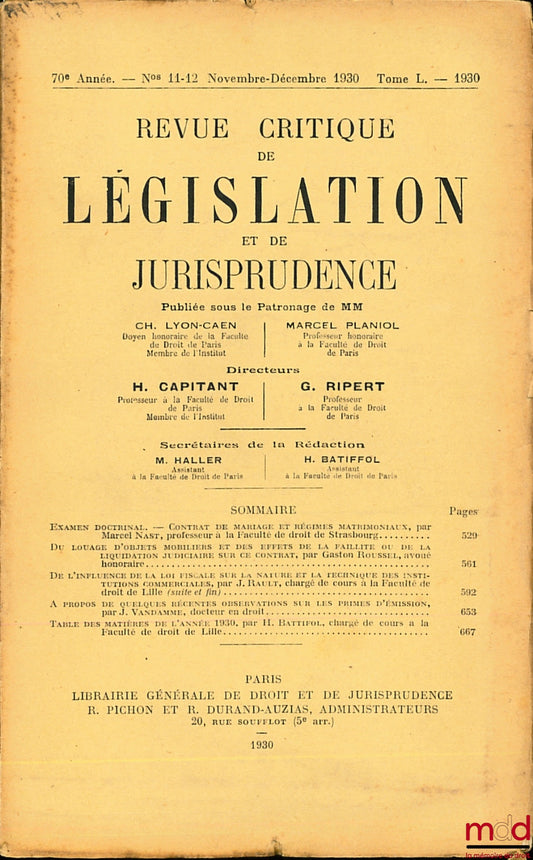 70e Année. — Nos 11-12 Novembre-Décembre 1930 Tome L. — 1930
REVUE CRITIQUE
DE
LÉGISLATION
ET DE
JURISPRUDENCE
Publiée sous le Patronage de MM
CH. LYON-CAEN
Doyen honoraire de la Faculté
de Droit de Paris
Membre de l'Institut
MARCEL PLANIOL
Professeur honoraire
à la Faculté de Droit
de Paris
Directeurs
H. CAPITANT
Professeur à la Faculté de Droit
de Paris
Membre de l'Institut
G. RIPERT
Professeur
à la Faculté de Droit
de Paris
Secrétaires de la Rédaction
M. HALLER
Assistant
à la Faculté de Droit de Paris
H. BATIFFOL
Assistant
à la Faculté de Droit de Paris
SOMMAIRE Pages
EXAMEN DOCTRINAL. — CONTRAT DE MARIAGE ET RÉGIMES MATRIMONIAUX, par
Marcel NAST, professeur à la Faculté de droit de Strasbourg.......... 529
DU LOUAGE D'OBJETS MOBILIERS ET DES EFFETS DE LA FAILLITE OU DE LA
LIQUIDATION JUDICIAIRE SUR CE CONTRAT, par Gaston ROUSSEL, avoué
honoraire.......... 561
DE L'INFLUENCE DE LA LOI FISCALE SUR LA NATURE ET LA TECHNIQUE DES INSTI-
TUTIONS COMMERCIALES, par J. RAULT, chargé de cours à la Faculté de
droit de Lille (suite et fin).......... 592
A PROPOS DE QUELQUES RÉCENTES OBSERVATIONS SUR LES PRIMES D'ÉMISSION,
par J. VANDAMME, docteur en droit.......... 653
TABLE DES MATIÈRES DE L'ANNÉE 1930, par H. BATTIFOL, chargé de cours à la
Faculté de droit de Lille.......... 667
PARIS
LIBRAIRIE GÉNÉRALE DE DROIT ET DE JURISPRUDENCE
R. PICHON ET R. DURAND-AUZIAS, ADMINISTRATEURS
20, RUE SOUFFLOT (5e arr.)
1930
mdd
la mémoire du droit